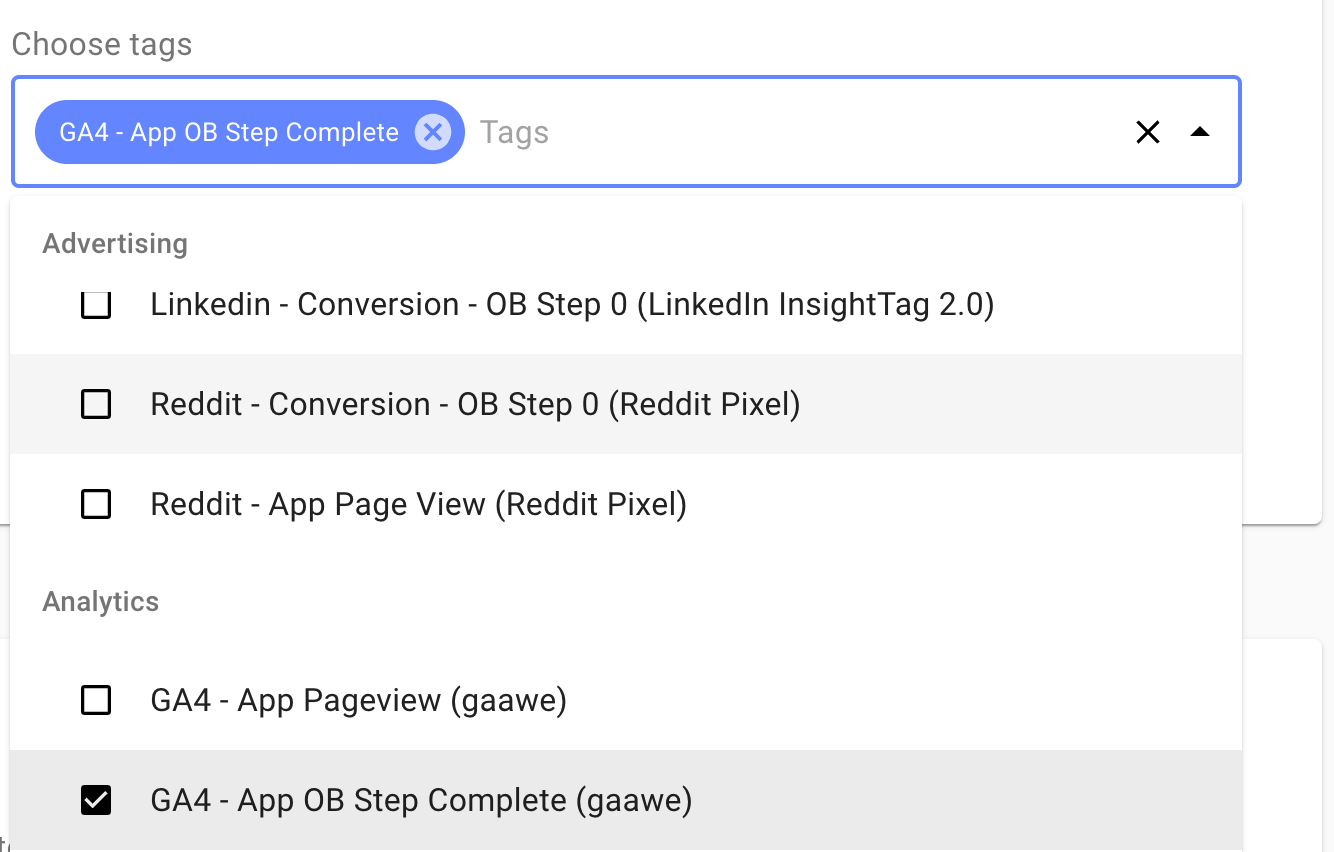 Choose tags
GA4 - App OB Step Complete
Tags
Advertising
Linkedin - Conversion - OB Step 0 (LinkedIn InsightTag 2.0)
Reddit - Conversion - OB Step 0 (Reddit Pixel)
Reddit - App Page View (Reddit Pixel)
Analytics
GA4 - App Pageview (gaawe)
GA4 - App OB Step Complete (gaawe)